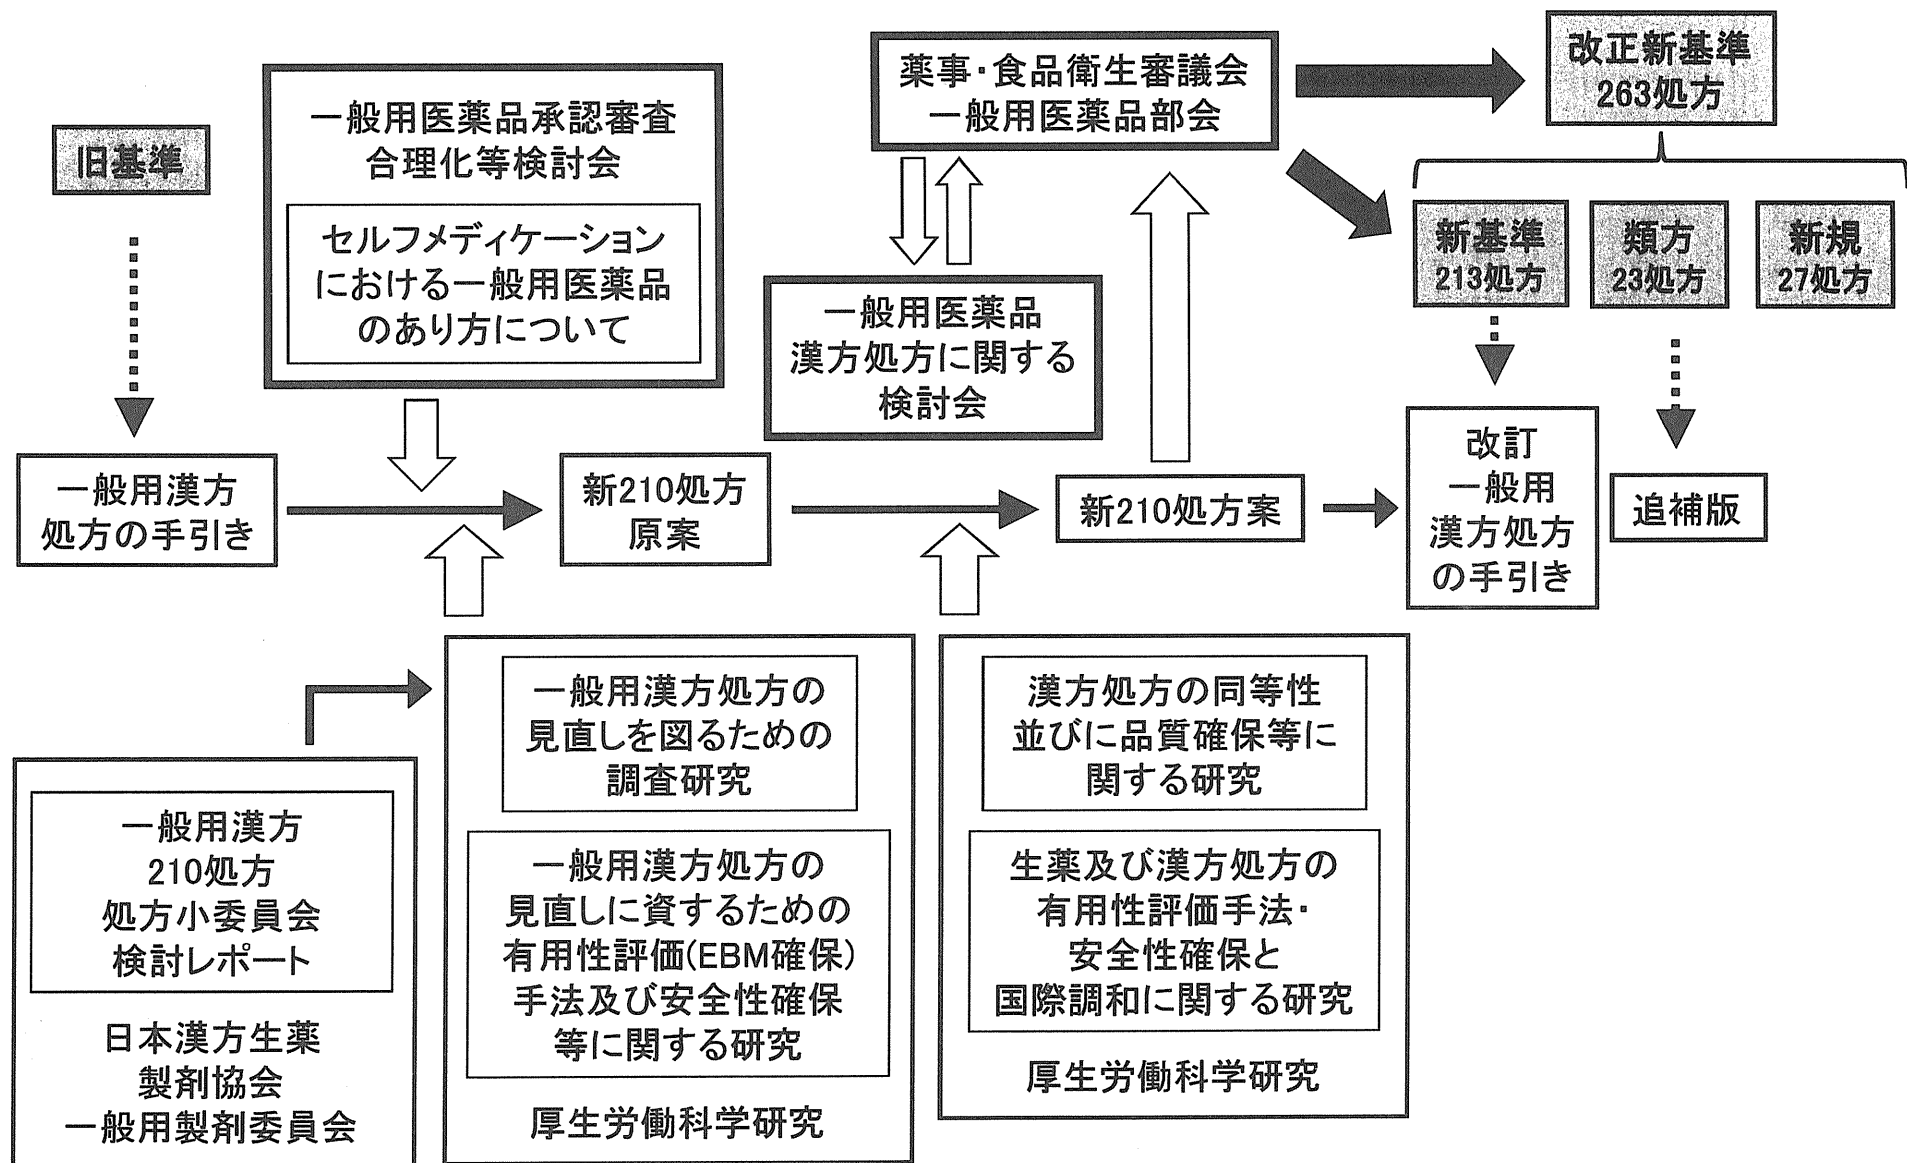 旧基準
一般用医薬品承認審査
合理化等検討会
セルフメディケーション
における一般用医薬品
のあり方について
薬事・食品衛生審議会
一般用医薬品部会
改正新基準
263処方
新基準
213処方
類方
23処方
新規
27処方
一般用医薬品
漢方処方に関する
検討会
一般用漢方
処方の手引き
新210処方
原案
新210処方案
改訂
一般用
漢方処方
の手引き
追補版
一般用漢方
210処方
処方小委員会
検討レポート
日本漢方生薬
製剤協会
一般用製剤委員会
一般用漢方処方の
見直しを図るための
調査研究
一般用漢方処方の
見直しに資するための
有用性評価(EBM確保)
手法及び安全性確保
等に関する研究
厚生労働科学研究
漢方処方の同等性
並びに品質確保等に
関する研究
生薬及び漢方処方の
有用性評価手法・
安全性確保と
国際調和に関する研究
厚生労働科学研究